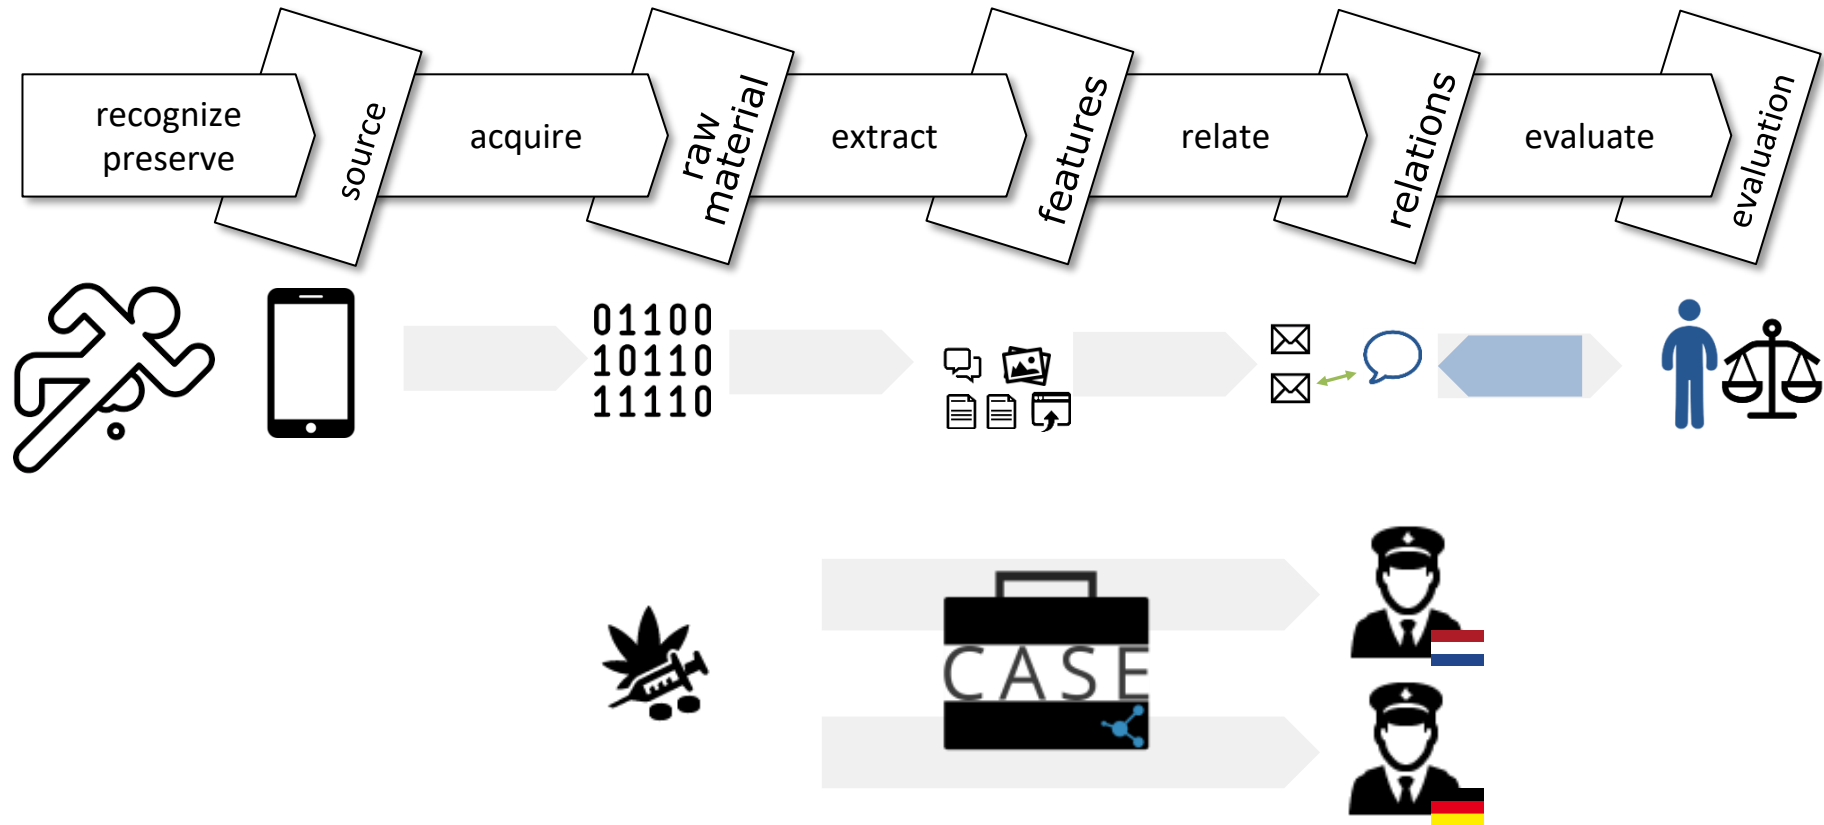 recognize
preserve
source
acquire
raw
material
extract
features
relate
relations
evaluate
evaluation
01100
10110
11110
CASE